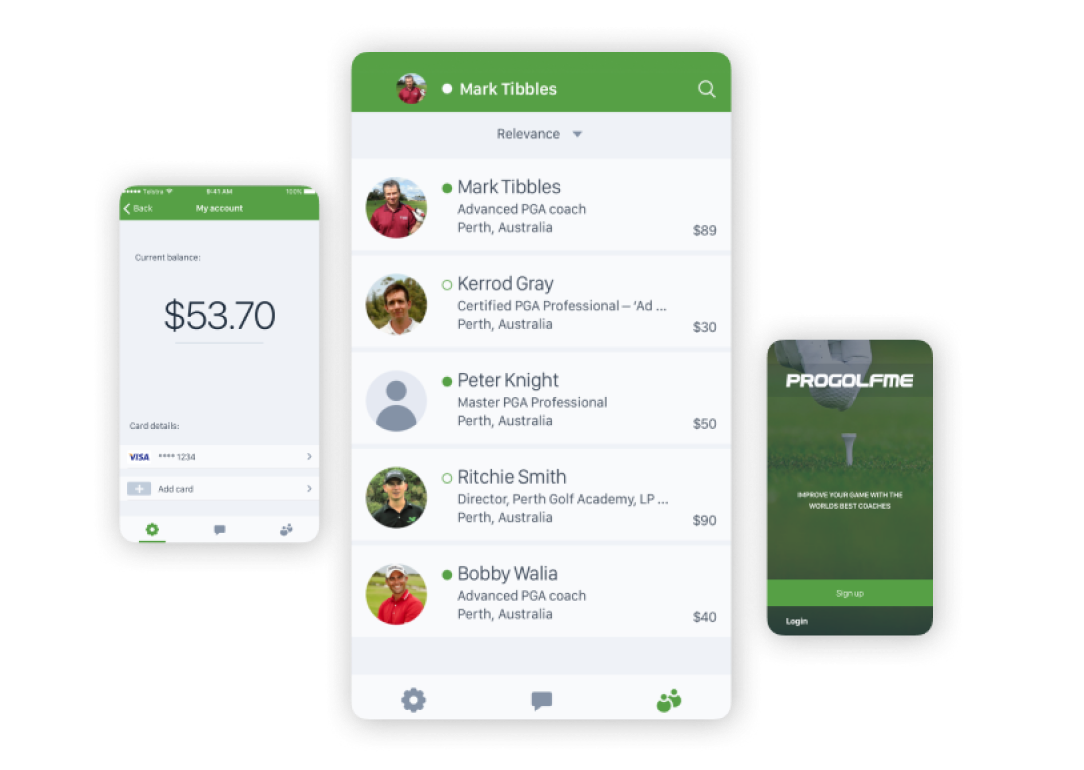 Telstra 9:41 AM 100%
Back My account
Current balance:
$53.70
Card details:
VISA **** 1234
Add card
Mark Tibbles
Relevance
Mark Tibbles
Advanced PGA coach
Perth, Australia
$89
Kerrod Gray
Certified PGA Professional – ‘Ad ...
Perth, Australia
$30
Peter Knight
Master PGA Professional
Perth, Australia
$50
Ritchie Smith
Director, Perth Golf Academy, LP ...
Perth, Australia
$90
Bobby Walia
Advanced PGA coach
Perth, Australia
$40
PROGOLFME
IMPROVE YOUR GAME WITH THE
WORLDS BEST COACHES
Sign up
Login